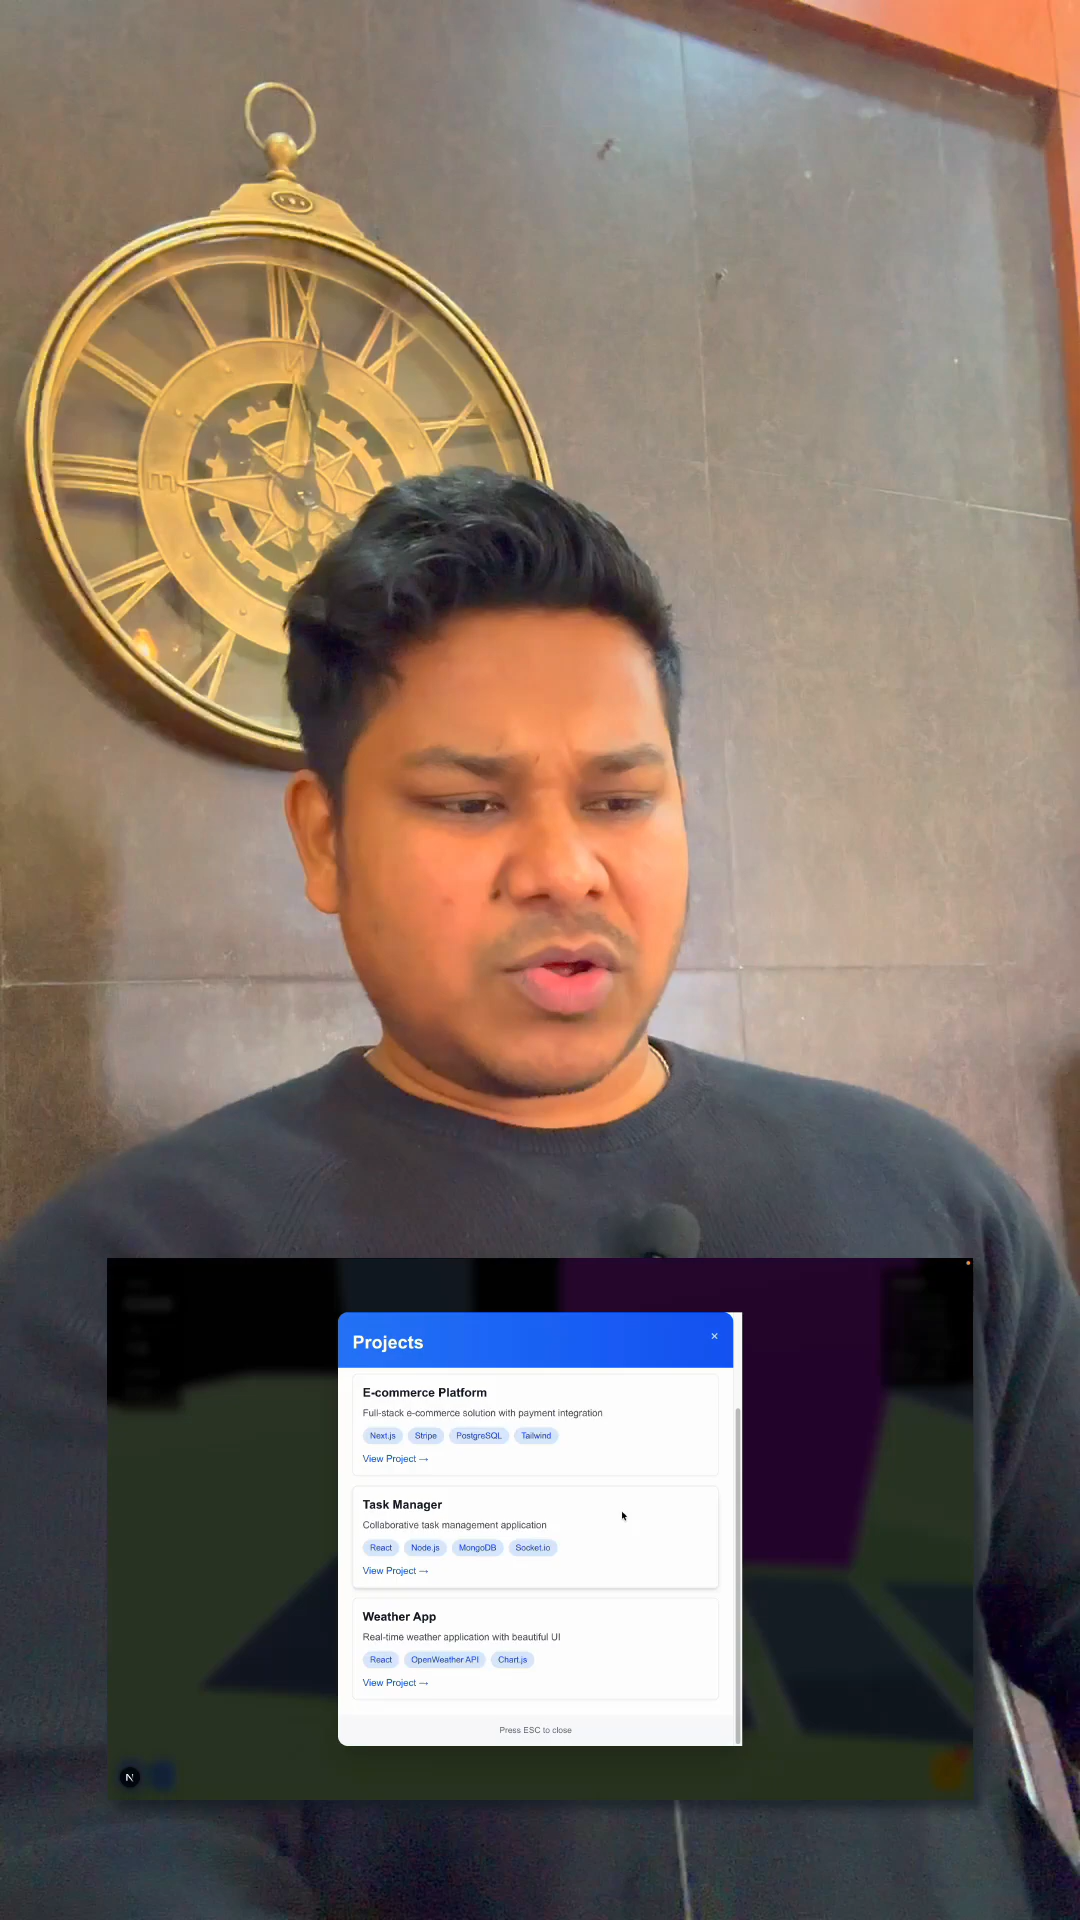 Projects
×
E-commerce Platform
Full-stack e-commerce solution with payment integration
Next.js Stripe PostgreSQL Tailwind
View Project →
Task Manager
Collaborative task management application
React Node.js MongoDB Socket.io
View Project →
Weather App
Real-time weather application with beautiful UI
React OpenWeather API Chart.js
View Project →
Press ESC to close
N